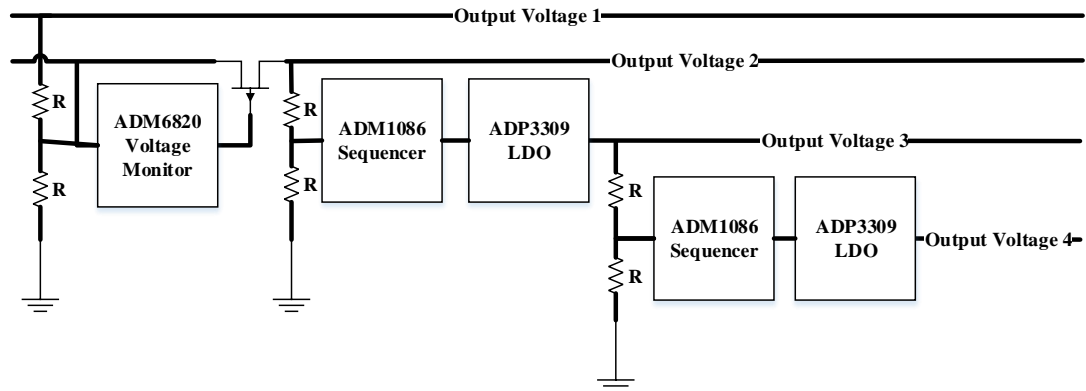 Output Voltage 1
Output Voltage 2
R
ADM6820
Voltage
Monitor
R
R
ADM1086
Sequencer
R
ADP3309
LDO
Output Voltage 3
R
ADM1086
Sequencer
R
ADP3309
LDO
Output Voltage 4